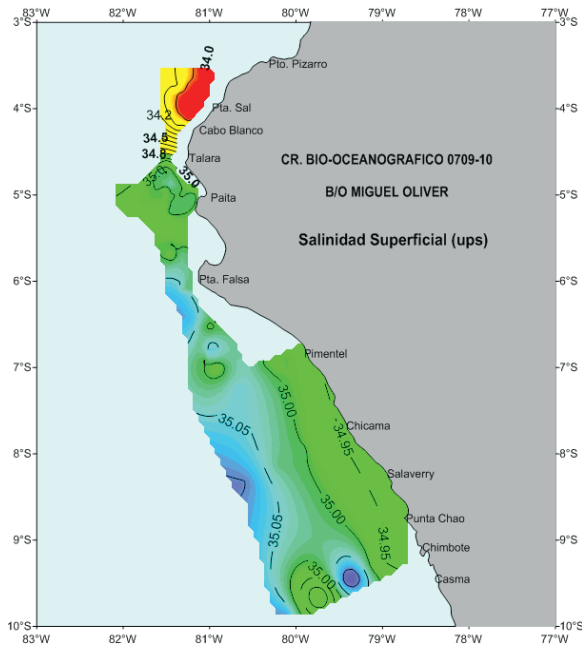 3°S
4°S
5°S
6°S
7°S
8°S
9°S
10°S
83°W
82°W
81°W
80°W
79°W
78°W
77°W
CR. BIO-OCEANOGRAFICO 0709-10
B/O MIGUEL OLIVER
Salinidad Superficial (ups)
Pto. Pizarro
Pta. Sal
Cabo Blanco
Talara
Paita
Pta. Falsa
Pimentel
Chicama
Salaverry
Punta Chao
Chimbote
Casma
34.0
34.2
34.5
34.8
35.0
35.0
35.05
35.00
34.95
35.00
35.05
34.95
35.00